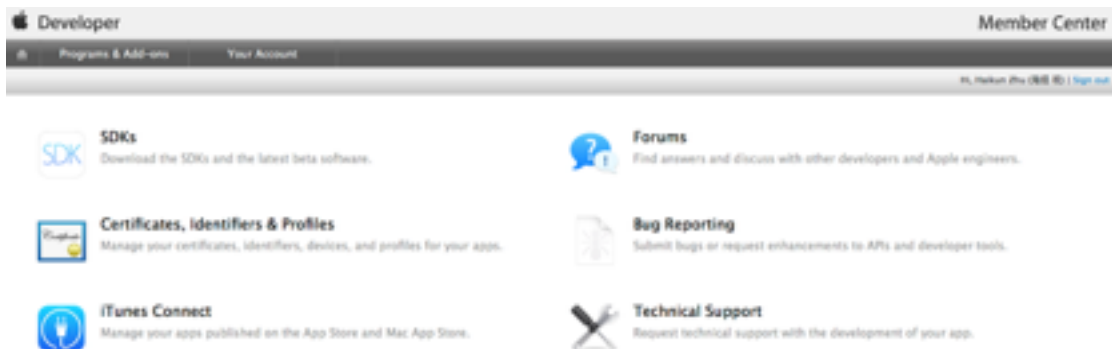 Developer
Member Center
Programs & Add-ons
Your Account
Hi, Haikun Zhu | Sign out
SDK
SDKs
Download the SDKs and the latest beta software.
Forums
Find answers and discuss with other developers and Apple engineers.
Certificate
Certificates, Identifiers & Profiles
Manage your certificates, identifiers, devices, and profiles for your apps.
Bug Reporting
Submit bugs or request enhancements to APIs and developer tools.
iTunes Connect
Manage your apps published on the App Store and Mac App Store.
Technical Support
Request technical support with the development of your app.